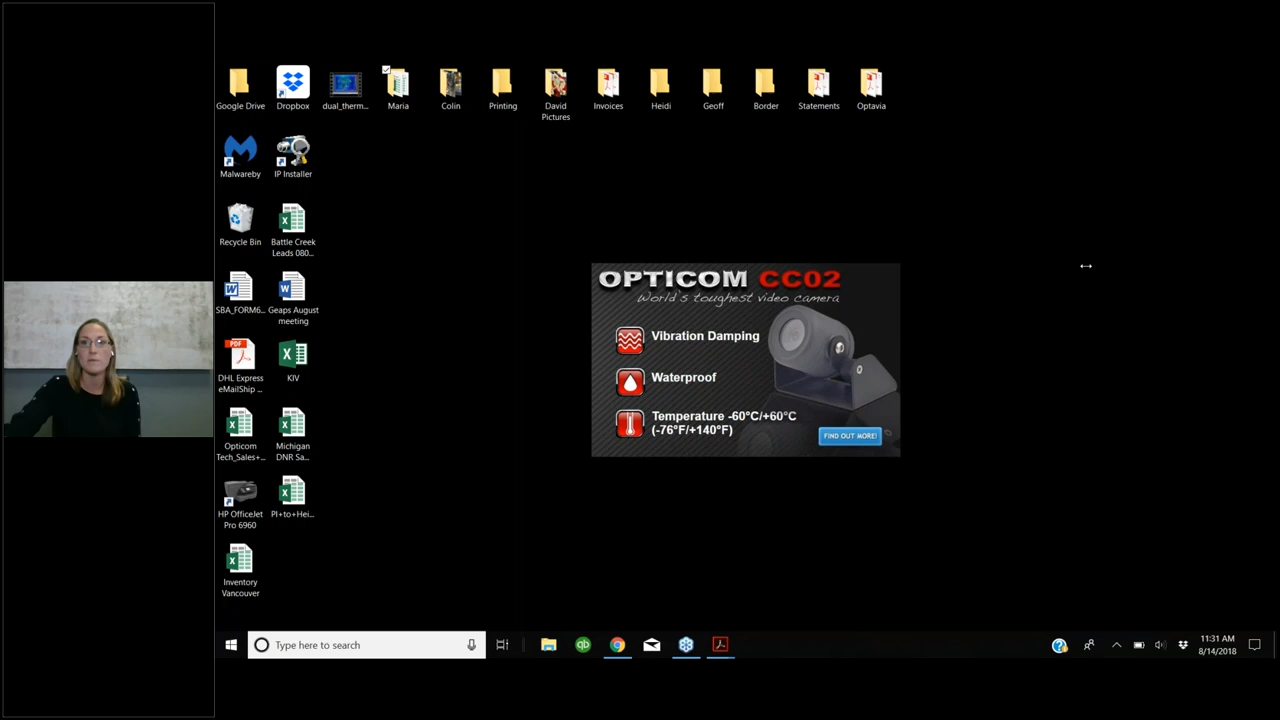 Google Drive
Dropbox
dual_therm...
Maria
Colin
Printing
David
Pictures
Invoices
Heidi
Geoff
Border
Statements
Optavia
Malwareby
IP Installer
Recycle Bin
Battle Creek
Leads 080...
SBA_FORM6...
Geaps August
meeting
PDF
DHL Express
eMailShip ...
KIV
Opticom
Tech_Sales+...
Michigan
DNR Sa...
HP OfficeJet
Pro 6960
PI+to+Hei...
Inventory
Vancouver
OPTICOM CC02
World's toughest video camera
Vibration Damping
Waterproof
Temperature -60°C/+60°C
(-76°F/+140°F)
FIND OUT MORE!
Type here to search
qb
11:31 AM
8/14/2018